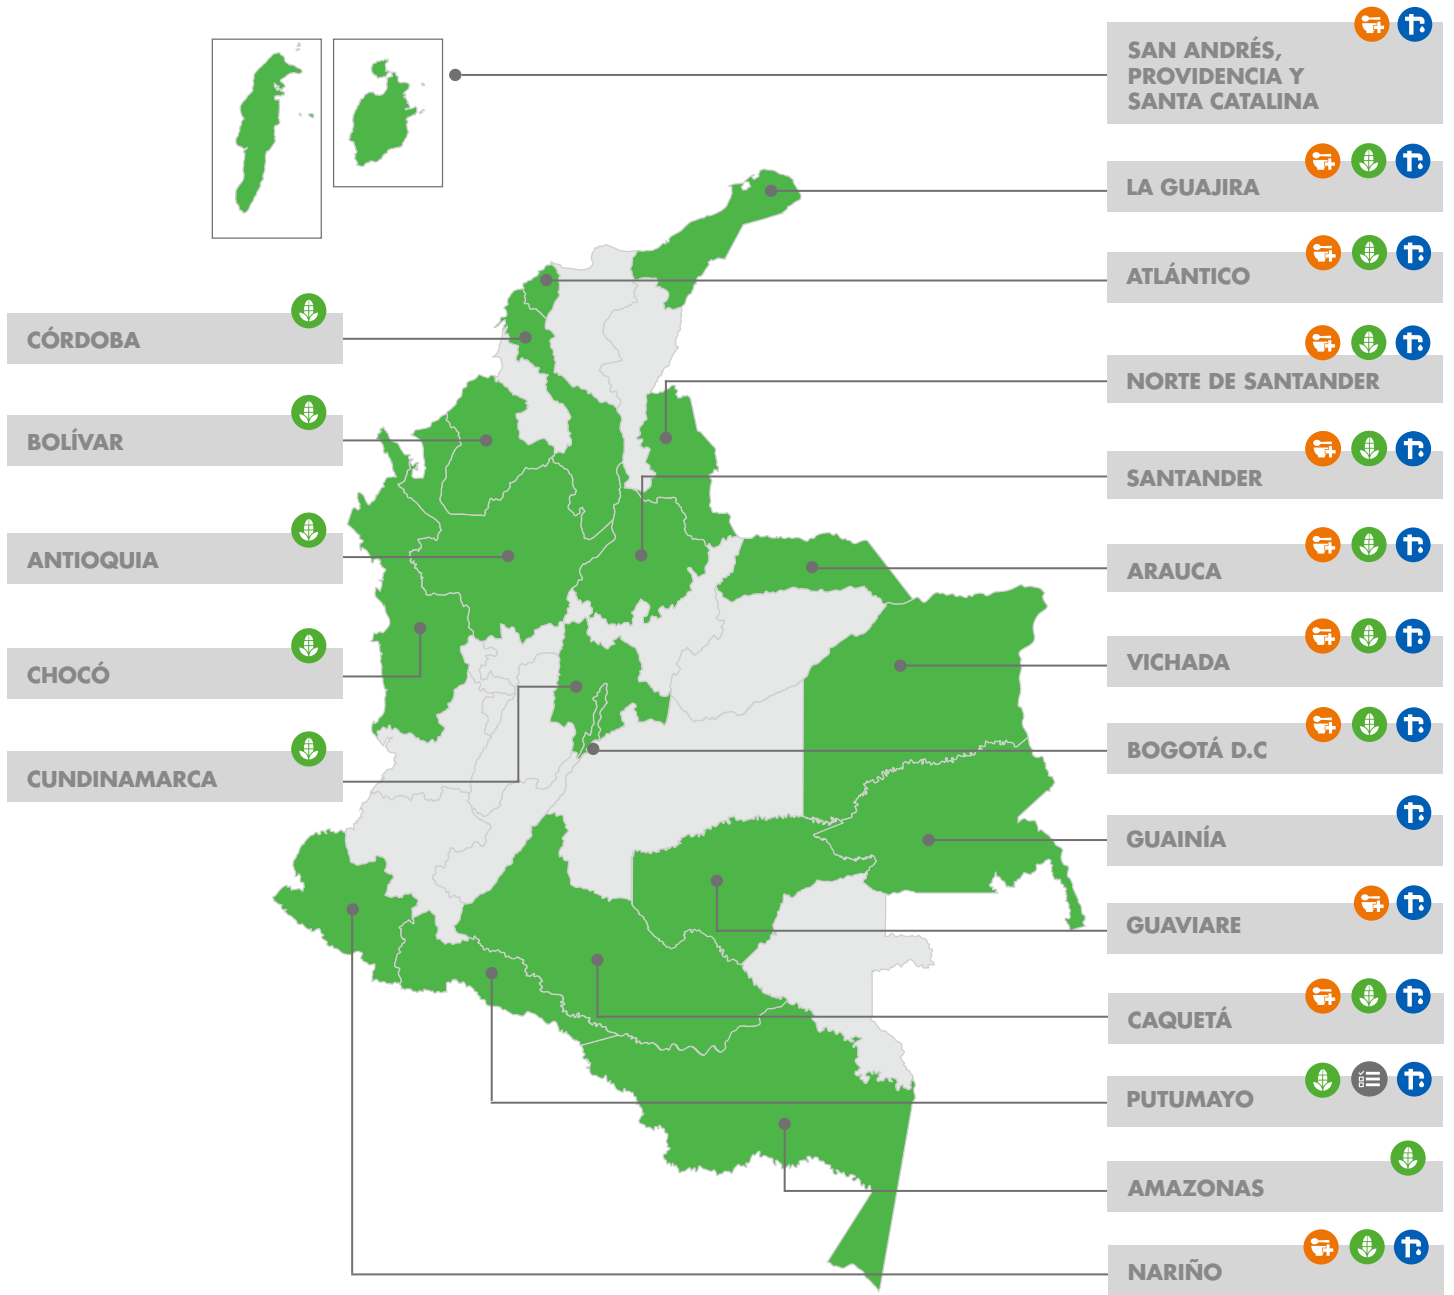 SAN ANDRÉS,
PROVIDENCIA Y
SANTA CATALINA
LA GUAJIRA
ATLÁNTICO
NORTE DE SANTANDER
SANTANDER
ARAUCA
VICHADA
BOGOTÁ D.C
GUAINÍA
GUAVIARE
CAQUETÁ
PUTUMAYO
AMAZONAS
NARIÑO
CÓRDOBA
BOLÍVAR
ANTIOQUIA
CHOCÓ
CUNDINAMARCA